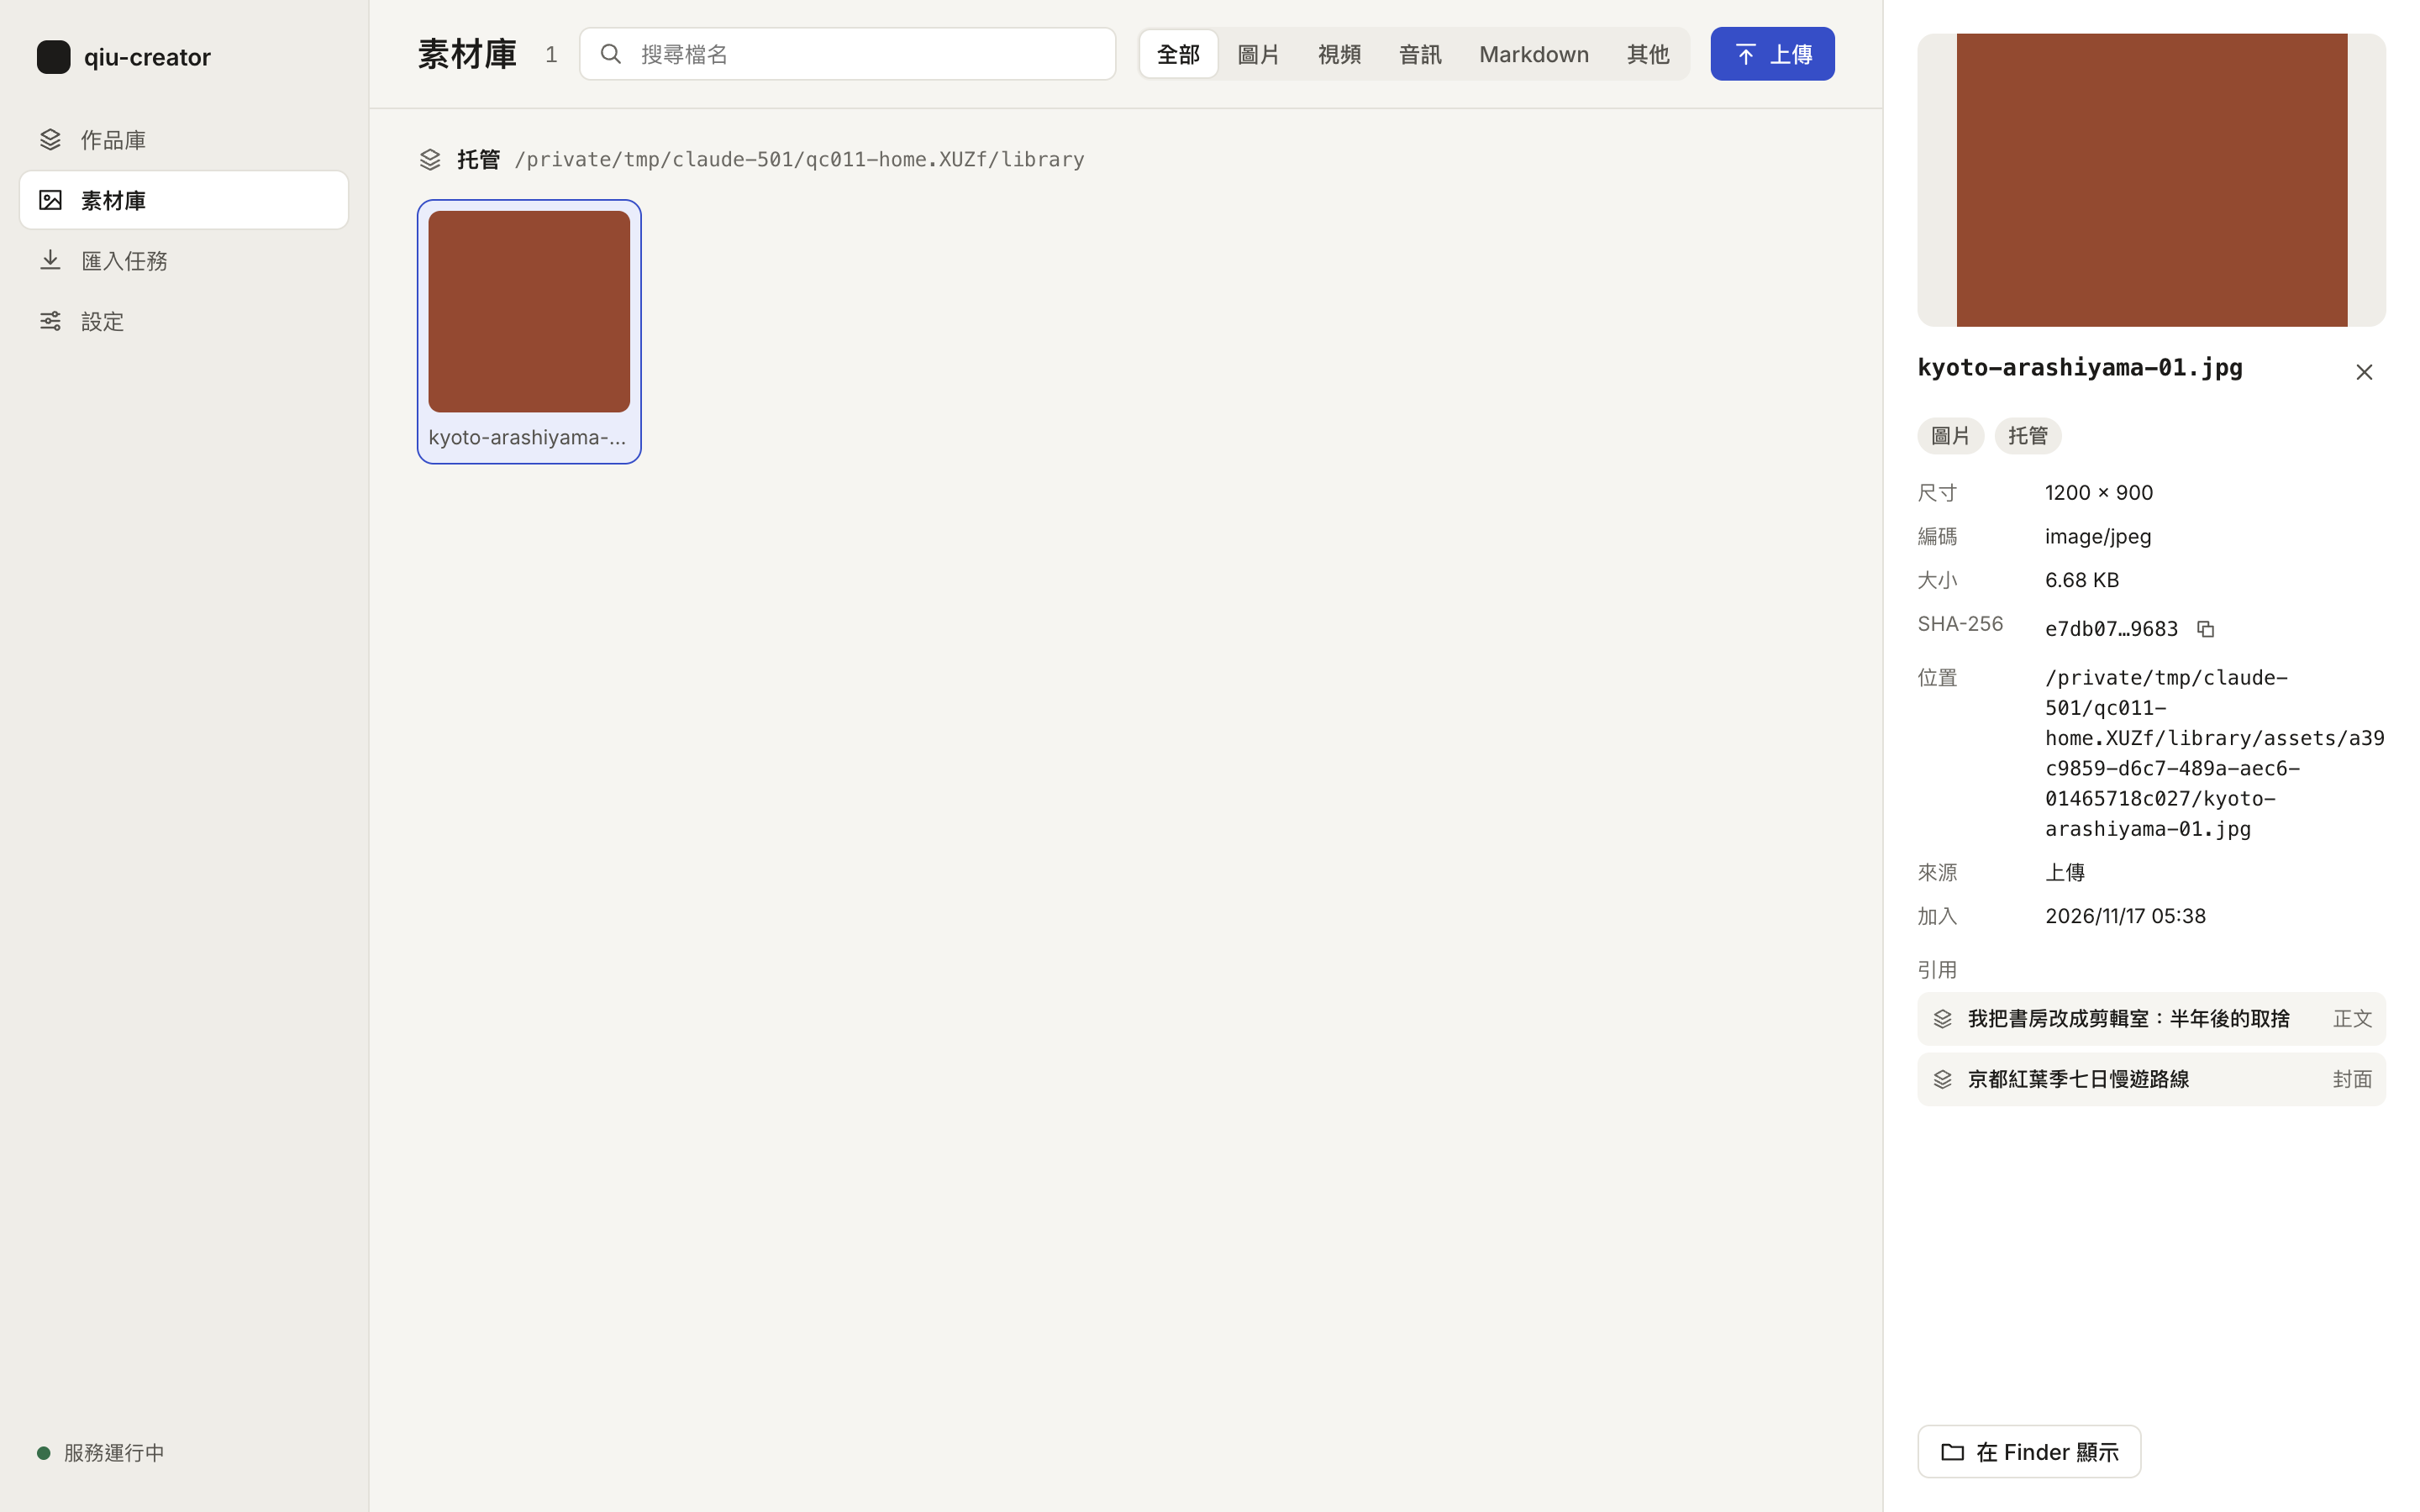 qiu-creator
作品庫
素材庫
匯入任務
設定
服務運行中
素材庫 1
搜尋檔名
全部 圖片 視頻 音訊 Markdown 其他
上傳
托管 /private/tmp/claude-501/qc011-home.XUZf/library
kyoto-arashiyama-...
kyoto-arashiyama-01.jpg
圖片 托管
尺寸 1200 × 900
編碼 image/jpeg
大小 6.68 KB
SHA-256 e7db07…9683
位置 /private/tmp/claude-
501/qc011-
home.XUZf/library/assets/a39
c9859-d6c7-489a-aec6-
01465718c027/kyoto-
arashiyama-01.jpg
來源 上傳
加入 2026/11/17 05:38
引用
我把書房改成剪輯室：半年後的取捨 正文
京都紅葉季七日慢遊路線 封面
在 Finder 顯示